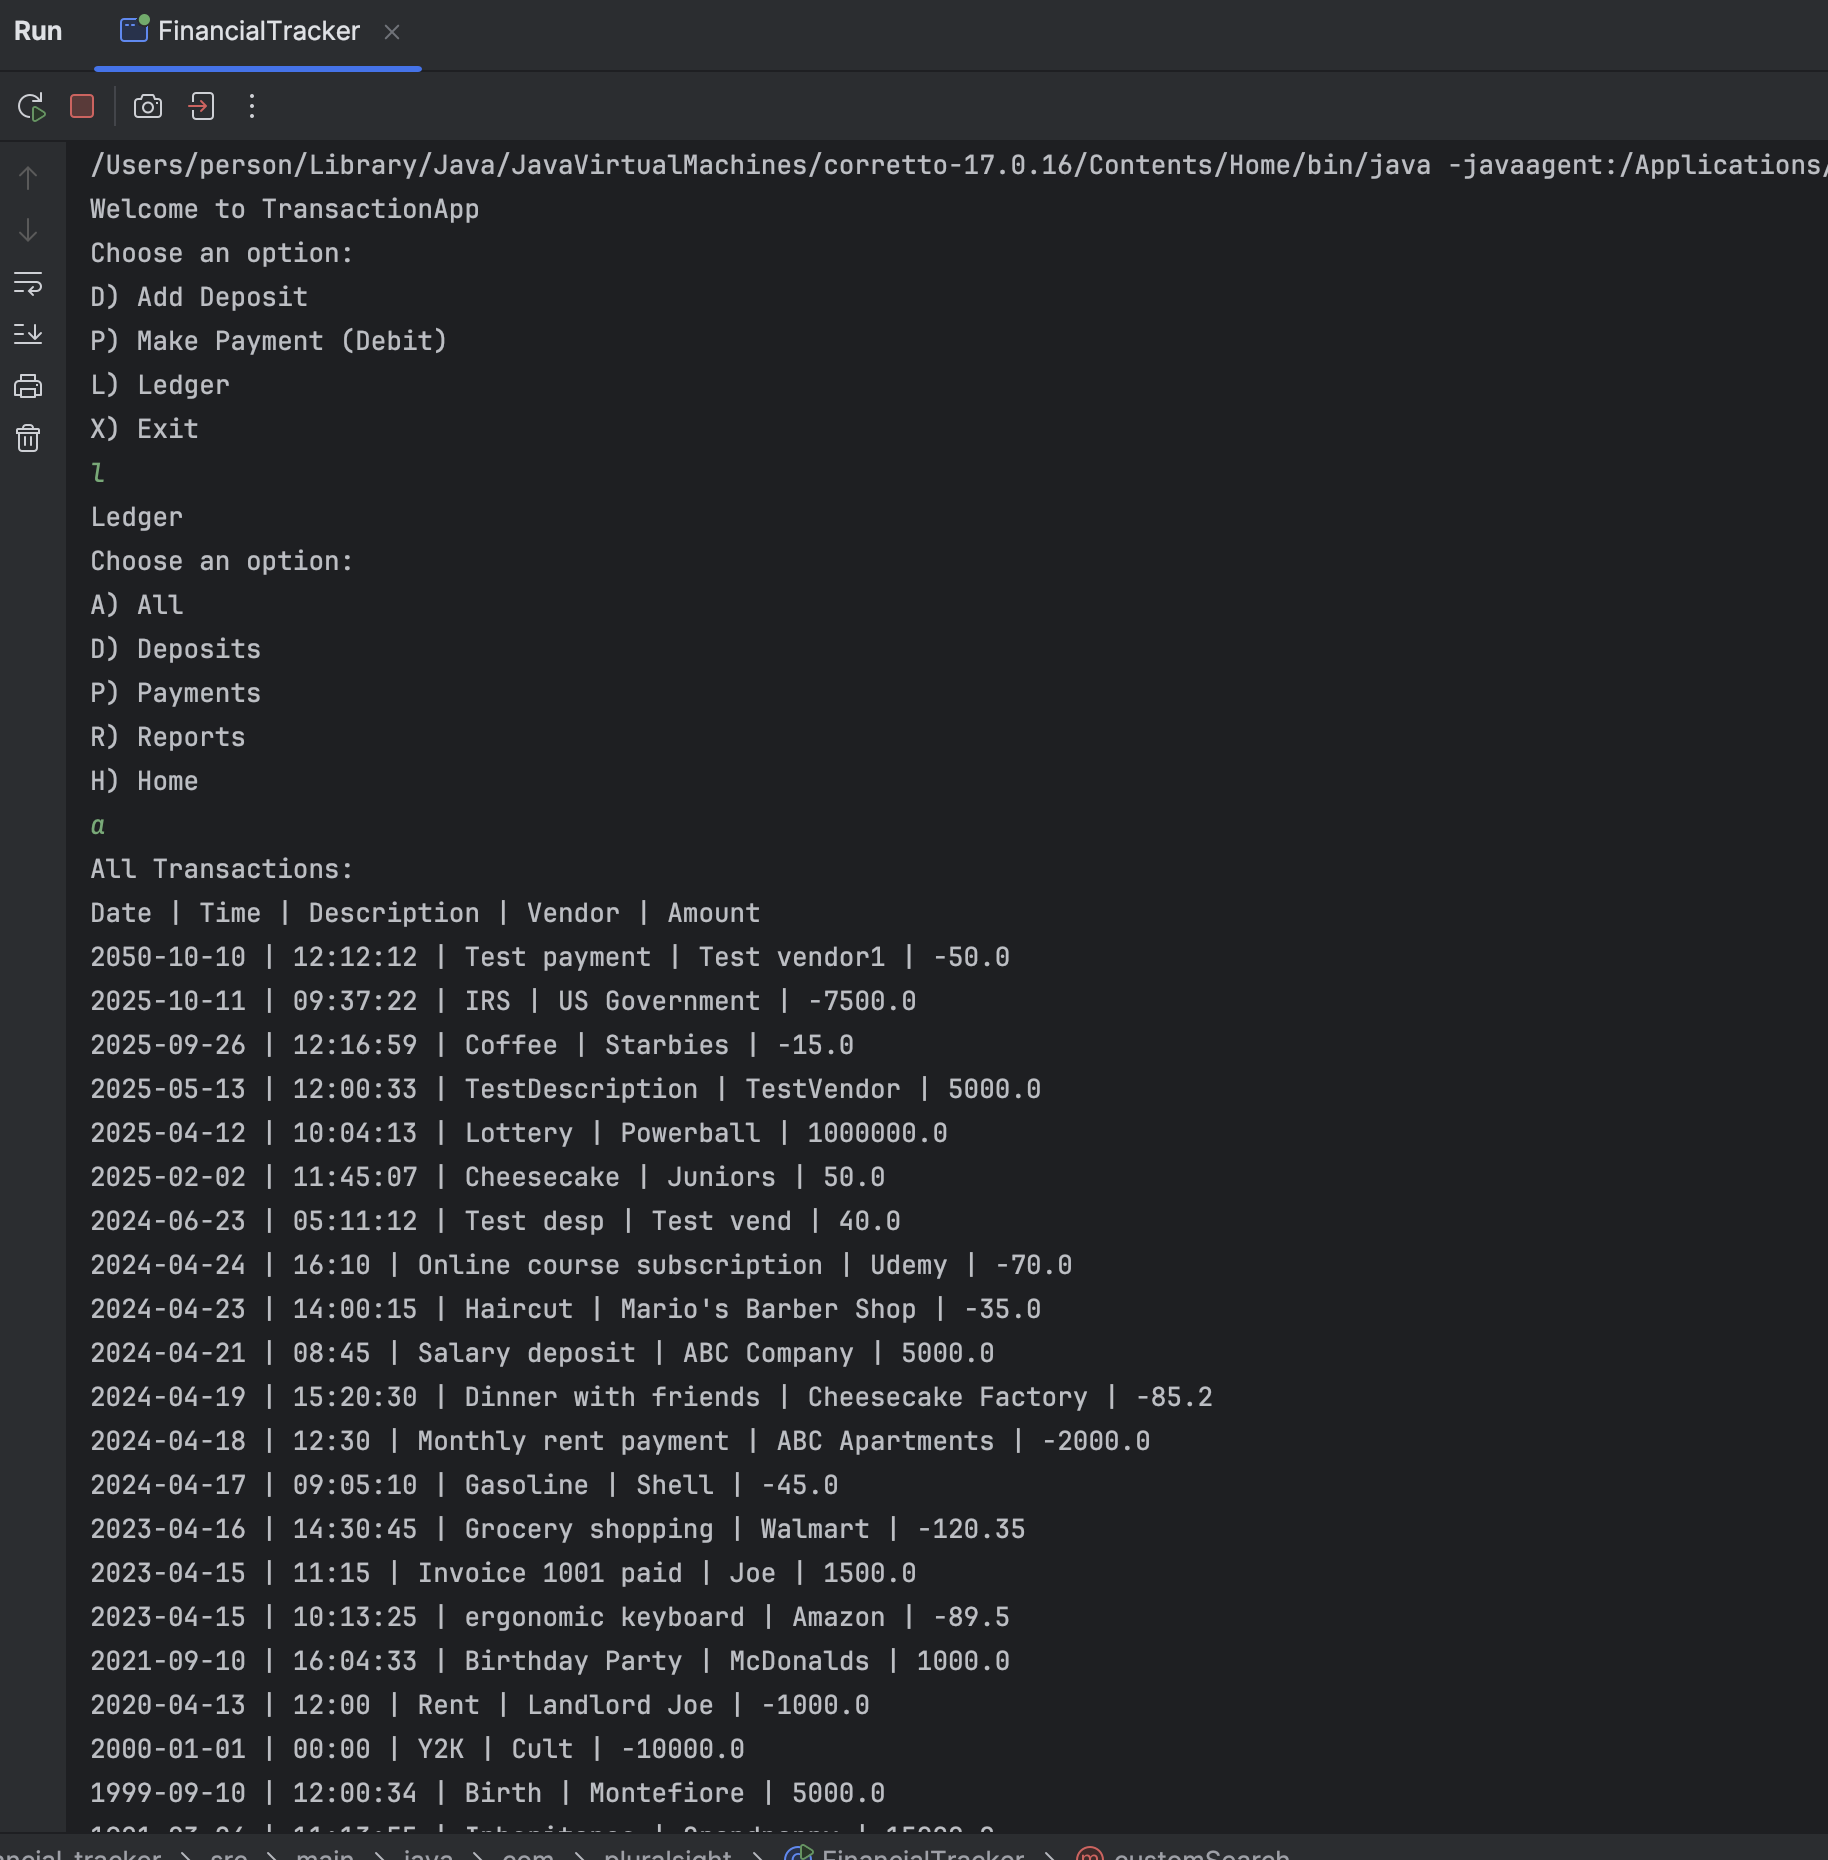 Run FinancialTracker
/Users/person/Library/Java/JavaVirtualMachines/corretto-17.0.16/Contents/Home/bin/java -javaagent:/Applications/
Welcome to TransactionApp
Choose an option:
D) Add Deposit
P) Make Payment (Debit)
L) Ledger
X) Exit
l
Ledger
Choose an option:
A) All
D) Deposits
P) Payments
R) Reports
H) Home
a
All Transactions:
Date | Time | Description | Vendor | Amount
2050-10-10 | 12:12:12 | Test payment | Test vendor1 | -50.0
2025-10-11 | 09:37:22 | IRS | US Government | -7500.0
2025-09-26 | 12:16:59 | Coffee | Starbies | -15.0
2025-05-13 | 12:00:33 | TestDescription | TestVendor | 5000.0
2025-04-12 | 10:04:13 | Lottery | Powerball | 1000000.0
2025-02-02 | 11:45:07 | Cheesecake | Juniors | 50.0
2024-06-23 | 05:11:12 | Test desp | Test vend | 40.0
2024-04-24 | 16:10 | Online course subscription | Udemy | -70.0
2024-04-23 | 14:00:15 | Haircut | Mario's Barber Shop | -35.0
2024-04-21 | 08:45 | Salary deposit | ABC Company | 5000.0
2024-04-19 | 15:20:30 | Dinner with friends | Cheesecake Factory | -85.2
2024-04-18 | 12:30 | Monthly rent payment | ABC Apartments | -2000.0
2024-04-17 | 09:05:10 | Gasoline | Shell | -45.0
2023-04-16 | 14:30:45 | Grocery shopping | Walmart | -120.35
2023-04-15 | 11:15 | Invoice 1001 paid | Joe | 1500.0
2023-04-15 | 10:13:25 | ergonomic keyboard | Amazon | -89.5
2021-09-10 | 16:04:33 | Birthday Party | McDonalds | 1000.0
2020-04-13 | 12:00 | Rent | Landlord Joe | -1000.0
2000-01-01 | 00:00 | Y2K | Cult | -10000.0
1999-09-10 | 12:00:34 | Birth | Montefiore | 5000.0
src > main > java > com > pluralsight > FinancialTracker > customSearch